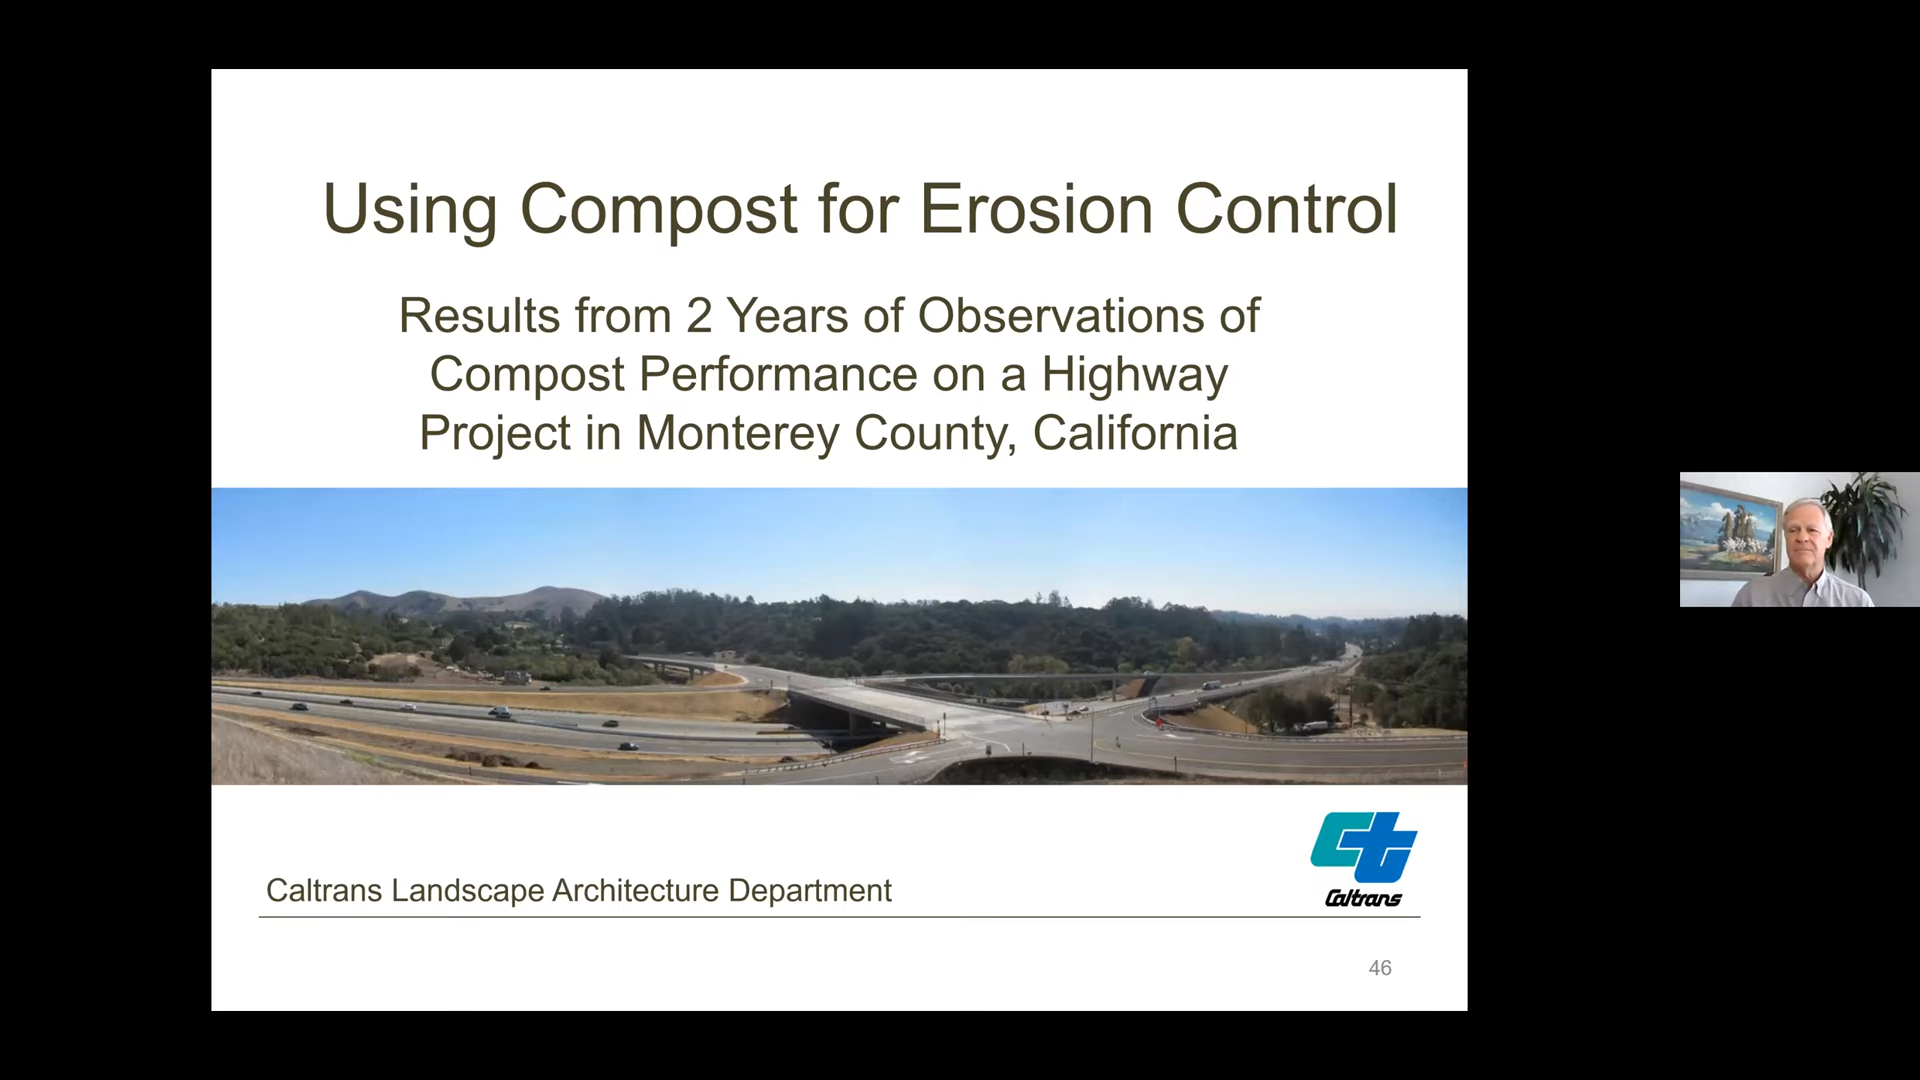 Using Compost for Erosion Control
Results from 2 Years of Observations of
Compost Performance on a Highway
Project in Monterey County, California
Caltrans Landscape Architecture Department
Ct
Caltrans
46